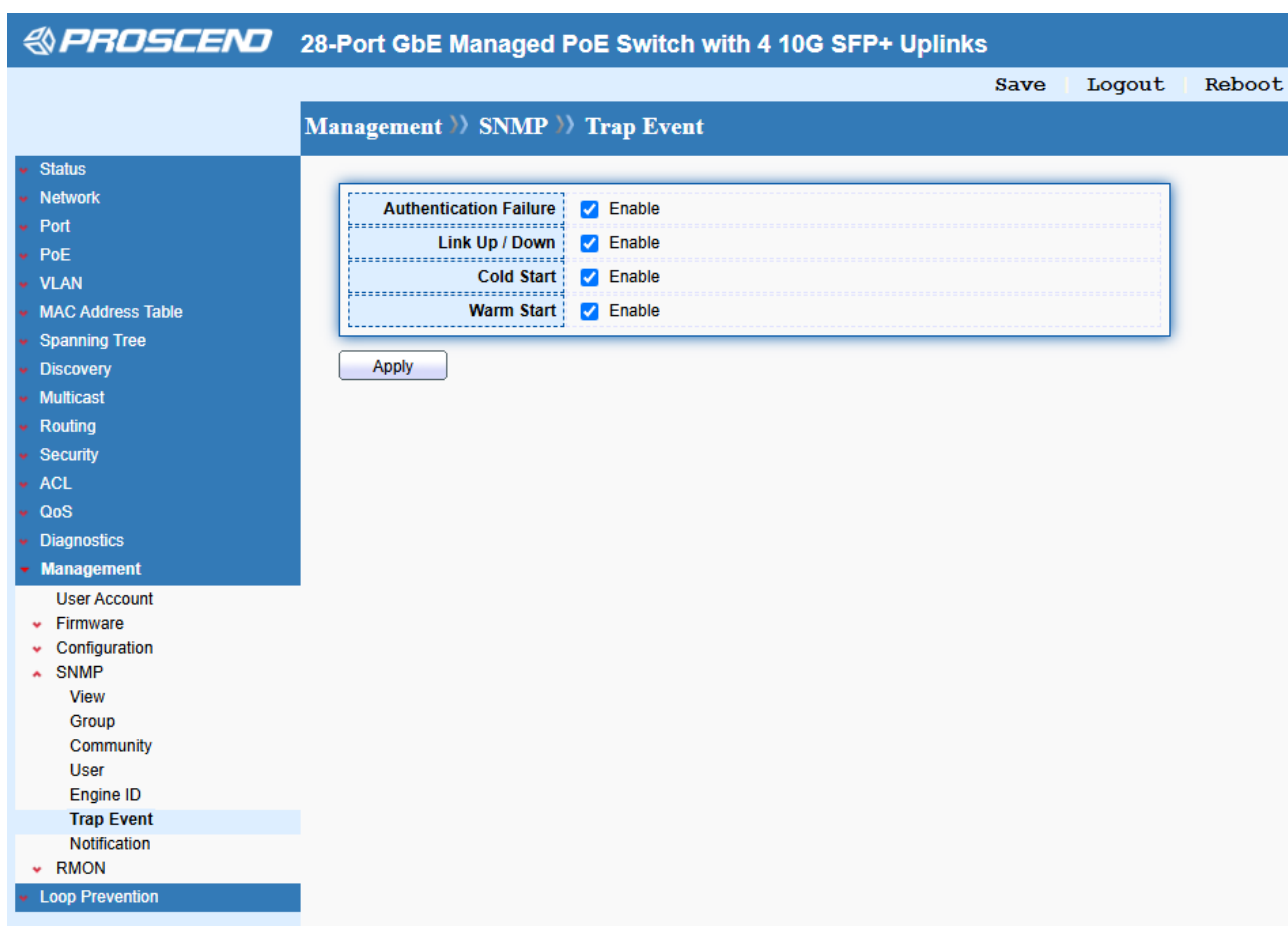 PROSCEND 28-Port GbE Managed PoE Switch with 4 10G SFP+ Uplinks
Save | Logout | Reboot
Management >> SNMP >> Trap Event
Status
Network
Port
PoE
VLAN
MAC Address Table
Spanning Tree
Discovery
Multicast
Routing
Security
ACL
QoS
Diagnostics
Management
User Account
Firmware
Configuration
SNMP
View
Group
Community
User
Engine ID
Trap Event
Notification
RMON
Loop Prevention
Authentication Failure Enable
Link Up / Down Enable
Cold Start Enable
Warm Start Enable
Apply